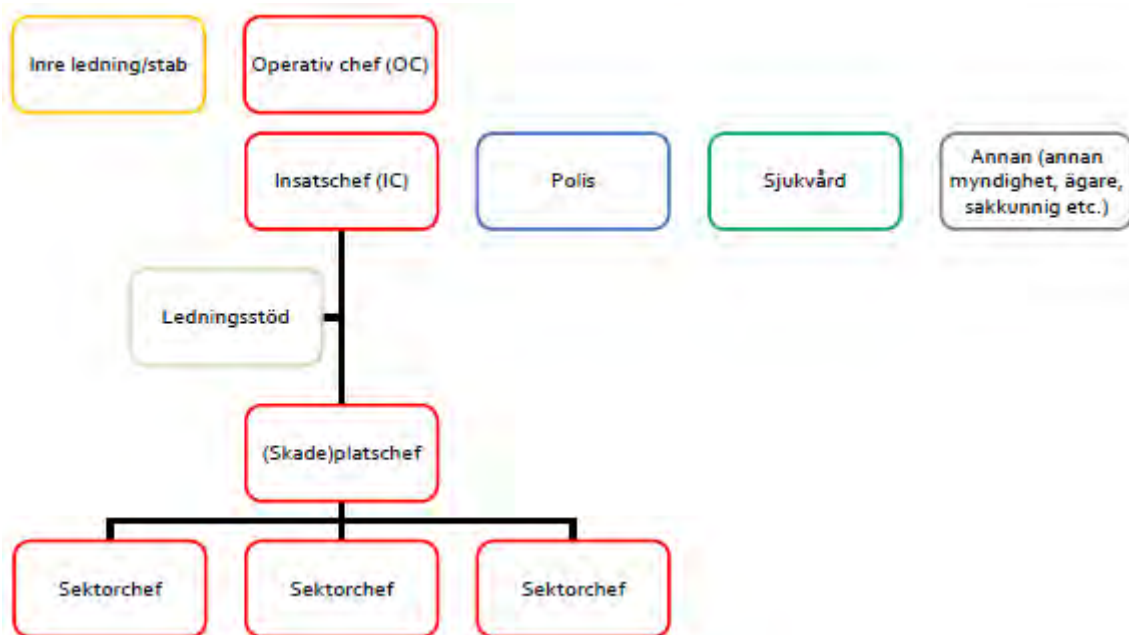 Inre ledning/stab
Operativ chef (OC)
Insatschef (IC)
Polis
Sjukvård
Annan (annan
myndighet, ägare,
sakkunnig etc.)
Ledningsstöd
(Skade)platschef
Sektorchef
Sektorchef
Sektorchef